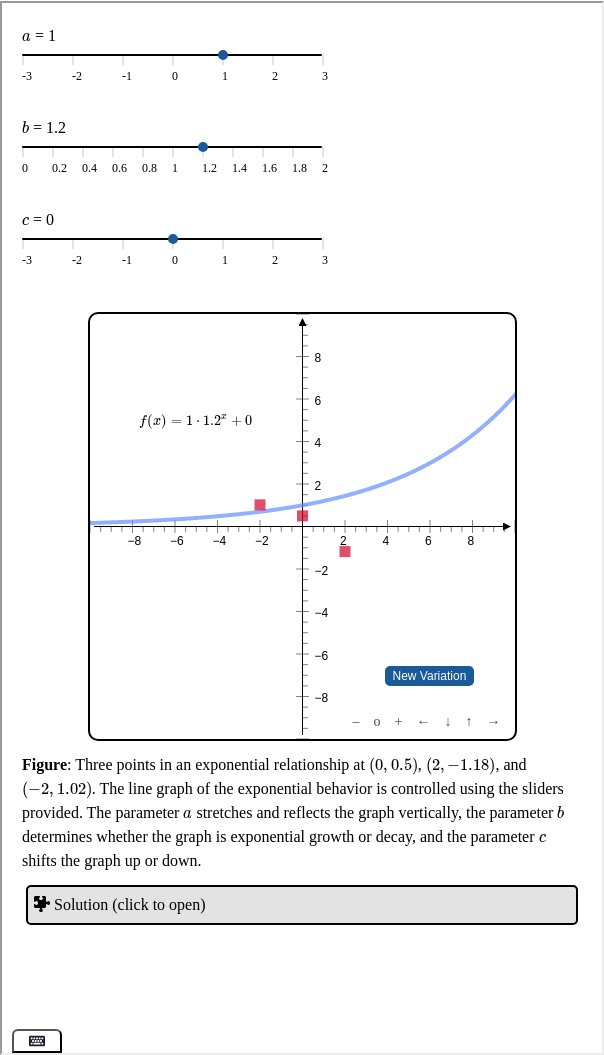 a = 1
-3 -2 -1 0 1 2 3
b = 1.2
0 0.2 0.4 0.6 0.8 1 1.2 1.4 1.6 1.8 2
c = 0
-3 -2 -1 0 1 2 3
8
6
f(x) = 1 · 1.2^x + 0
4
2
−8 −6 −4 −2 2 4 6 8
−2
−4
−6
New Variation
−8
− o + ← ↓ ↑ →
Figure: Three points in an exponential relationship at (0, 0.5), (2, −1.18), and
(−2, 1.02). The line graph of the exponential behavior is controlled using the sliders
provided. The parameter a stretches and reflects the graph vertically, the parameter b
determines whether the graph is exponential growth or decay, and the parameter c
shifts the graph up or down.
Solution (click to open)